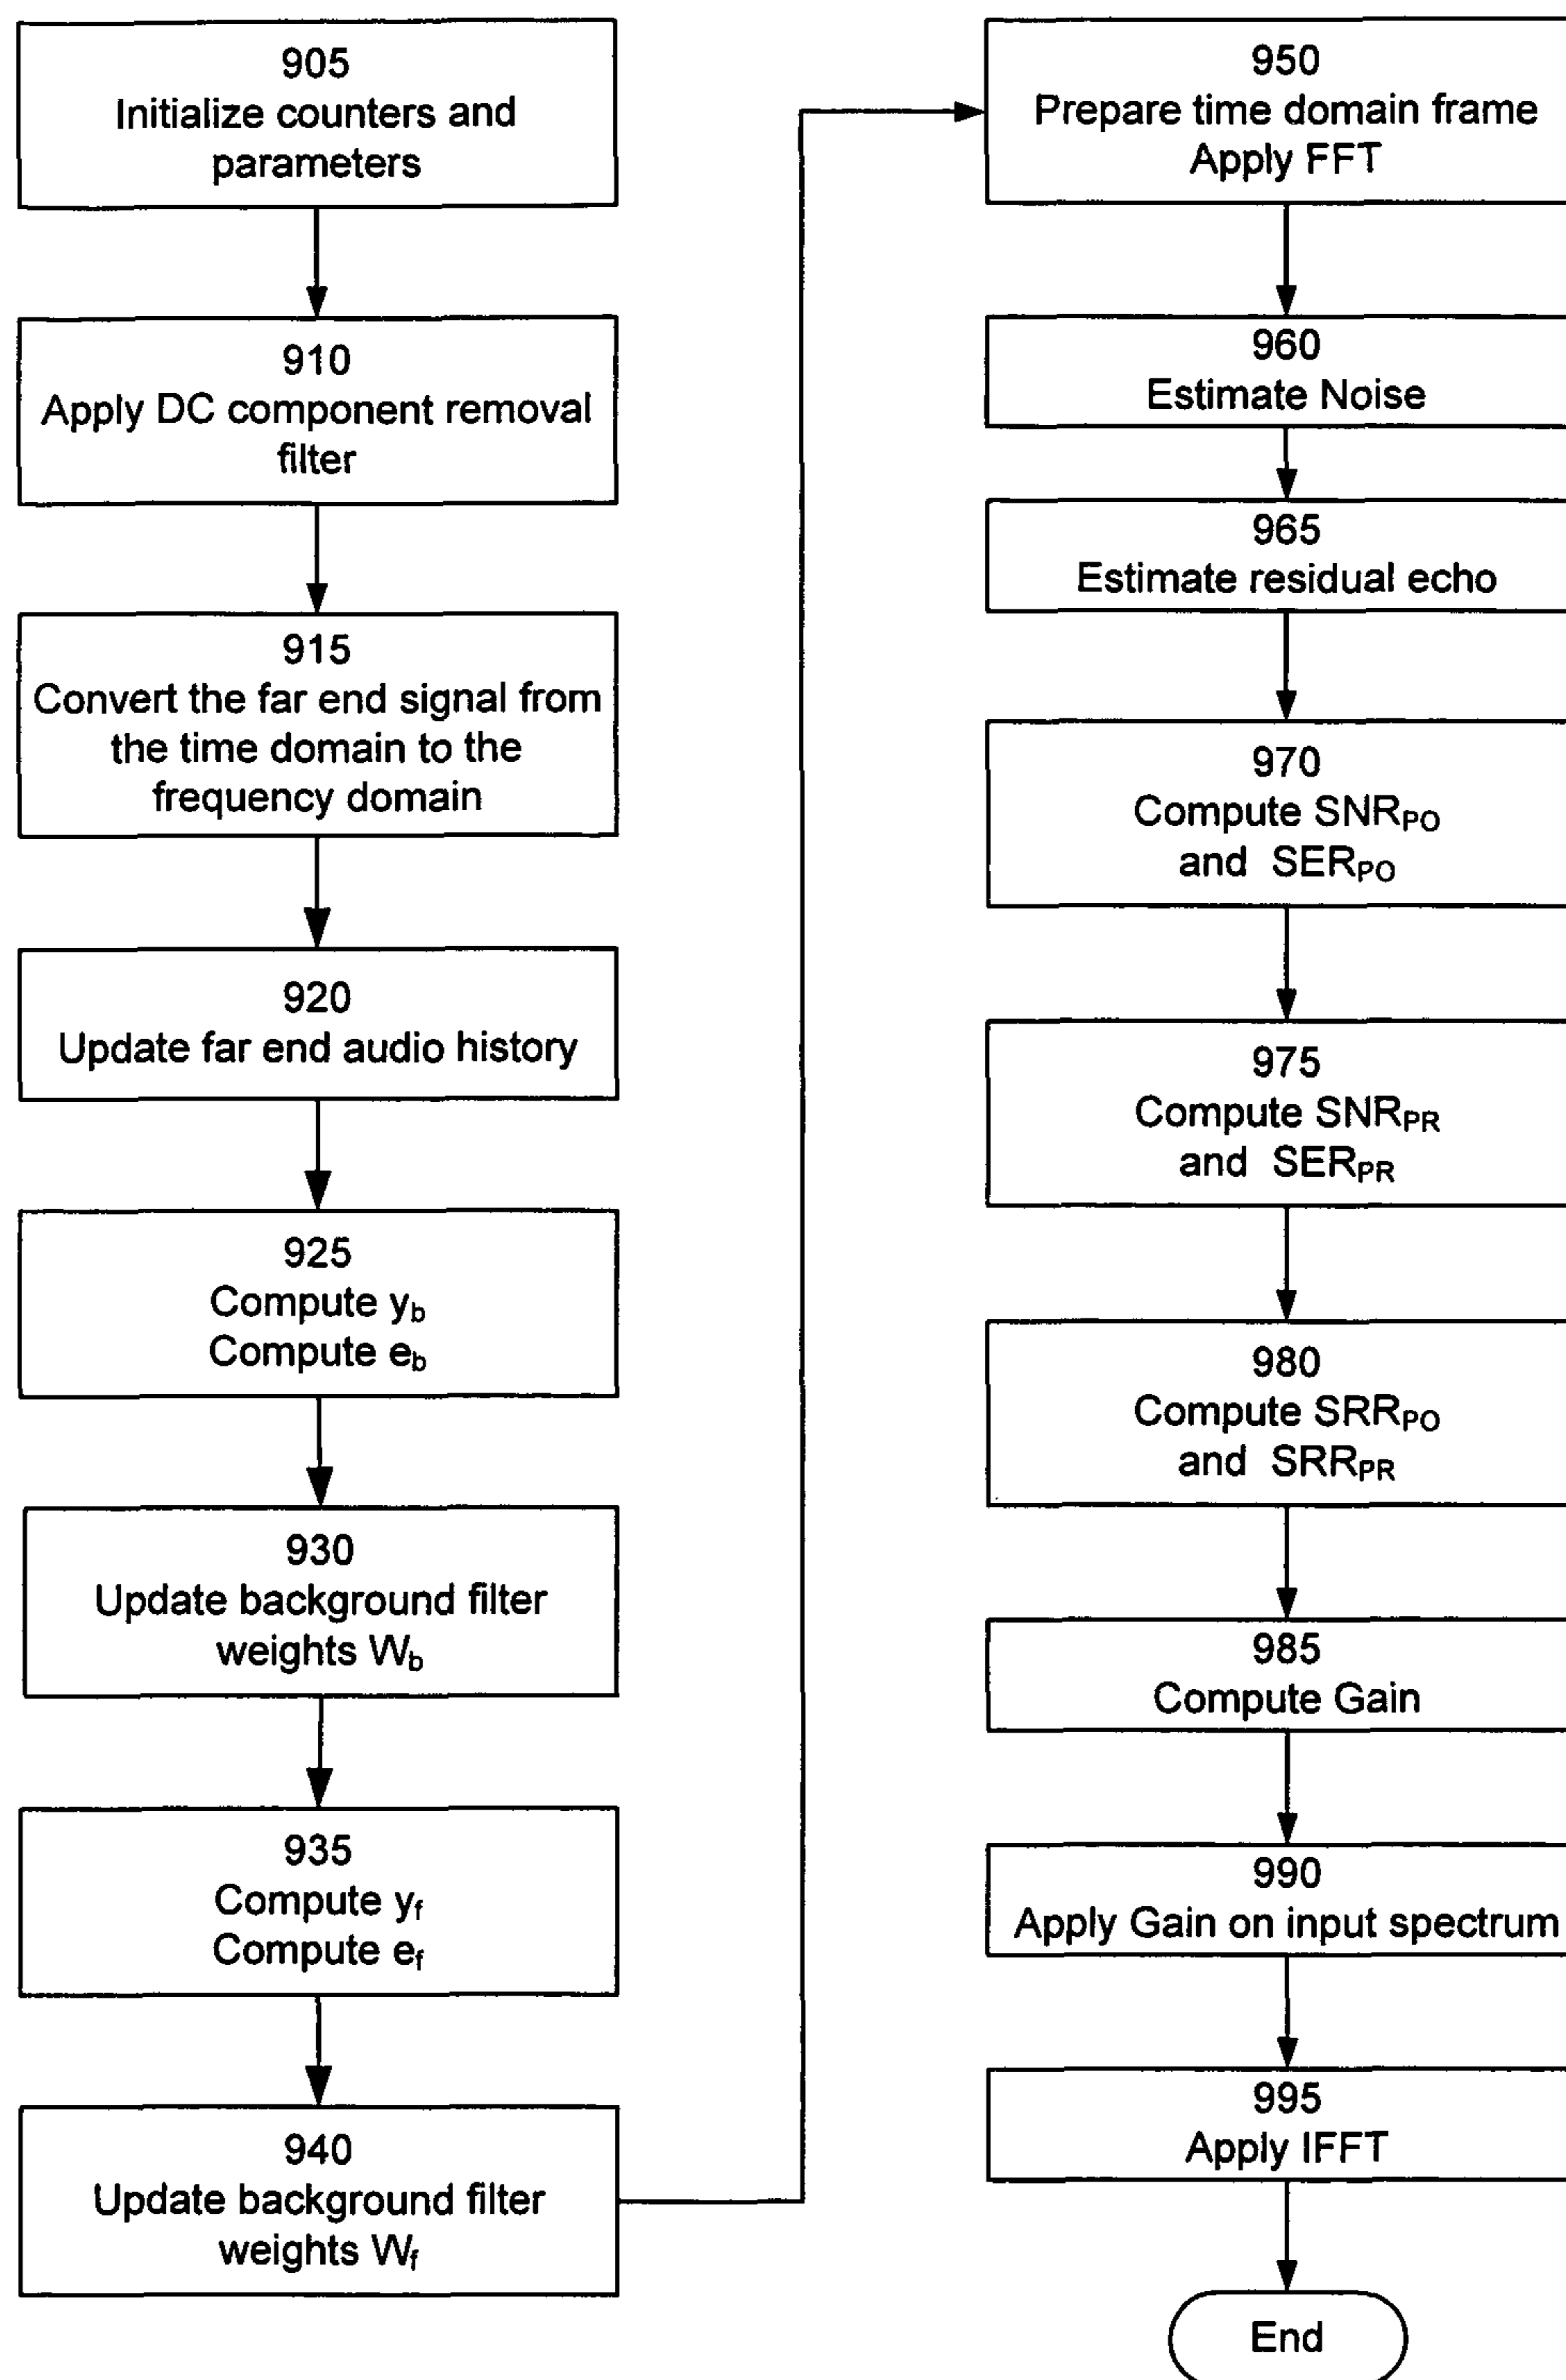 905
Initialize counters and
parameters
910
Apply DC component removal
filter
915
Convert the far end signal from
the time domain to the
frequency domain
920
Update far end audio history
925
Compute yb
Compute eb
930
Update background filter
weights Wb
935
Compute yf
Compute ef
940
Update background filter
weights Wf
950
Prepare time domain frame
Apply FFT
960
Estimate Noise
965
Estimate residual echo
970
Compute SNRPO
and SERPO
975
Compute SNRPR
and SERPR
980
Compute SRRPO
and SRRPR
985
Compute Gain
990
Apply Gain on input spectrum
995
Apply IFFT
End